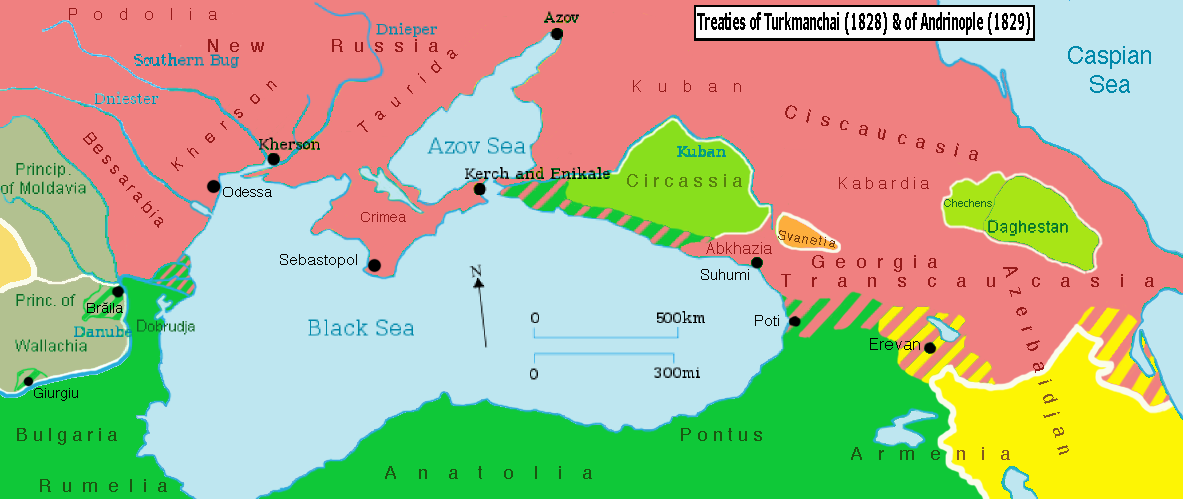 Treaties of Turkmanchai (1828) & of Andrinople (1829)
Podolia
Azov
Dnieper
New Russia
Southern Bug
Caspian
Sea
Taurida
Kuban
Dniester
Kherson
Ciscaucasia
Bessarabia
Kherson
Azov Sea
Kuban
Princip.
of Moldavia
Kerch and Enikale
Circassia
Kabardia
Odessa
Chechens
Crimea
Daghestan
Svanetia
Abkhazia
Sebastopol
Georgia
Suhumi
Transcaucasia
Azerbaidian
N
Princ. of
Brăila
Danube
Dobrudja
Black Sea
0 500km
Poti
Wallachia
Erevan
0 300mi
Giurgiu
Bulgaria
Pontus
Armenia
Anatolia
Rumelia